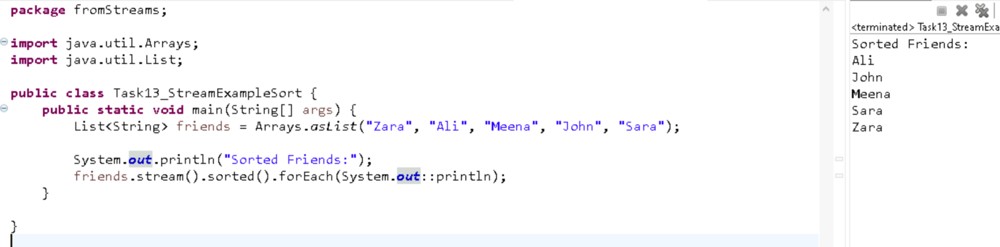 package fromStreams;
import java.util.Arrays;
import java.util.List;
public class Task13_StreamExampleSort {
public static void main(String[] args) {
List<String> friends = Arrays.asList("Zara", "Ali", "Meena", "John", "Sara");
System.out.println("Sorted Friends:");
friends.stream().sorted().forEach(System.out::println);
}
}
<terminated> Task13_StreamExa
Sorted Friends:
Ali
John
Meena
Sara
Zara